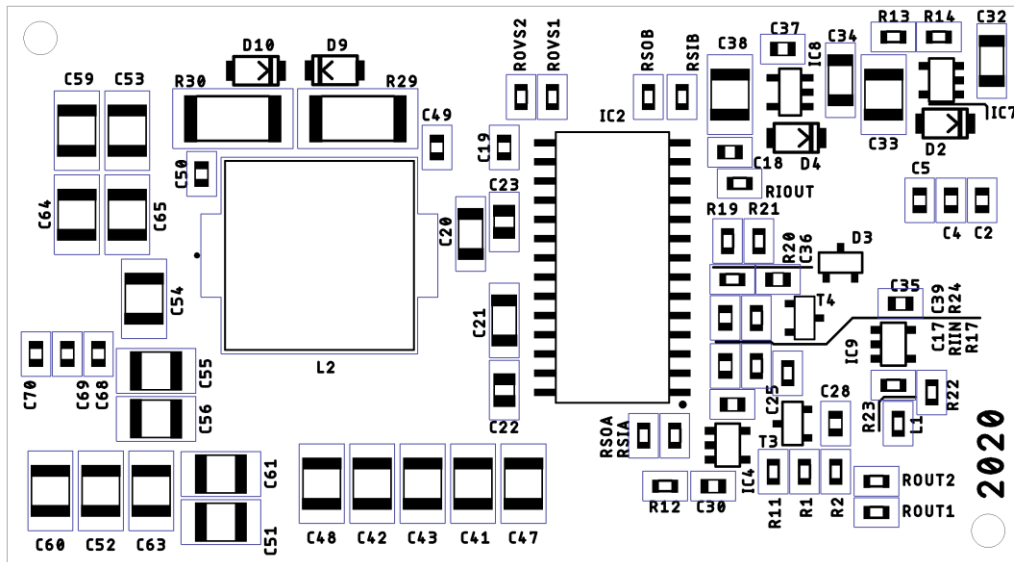 R13 R14 C32
C37
C34
IC8
C38
D10 D9
ROVS2
ROVS1
RSOB
RSIB
C59 C53
R30 R29
IC7
IC2
C49
C19
C33
D4
D2
C18
C50
RIOUT
C5
C4 C2
C64 C65
C23
C20
R19 R21
R20
C36
D3
C54
C21
T4
C35
C39
R24
C17
RIIN
R17
IC9
L2
C70
C69
C68
C55
C56
C22
C25
C28
R23
R22
L1
RSOA
RSIA
T3
IC4
C61
C51
R12 C30
R11
R1
R2
ROUT2
ROUT1
2020
C60 C52 C63
C48 C42 C43 C41 C47